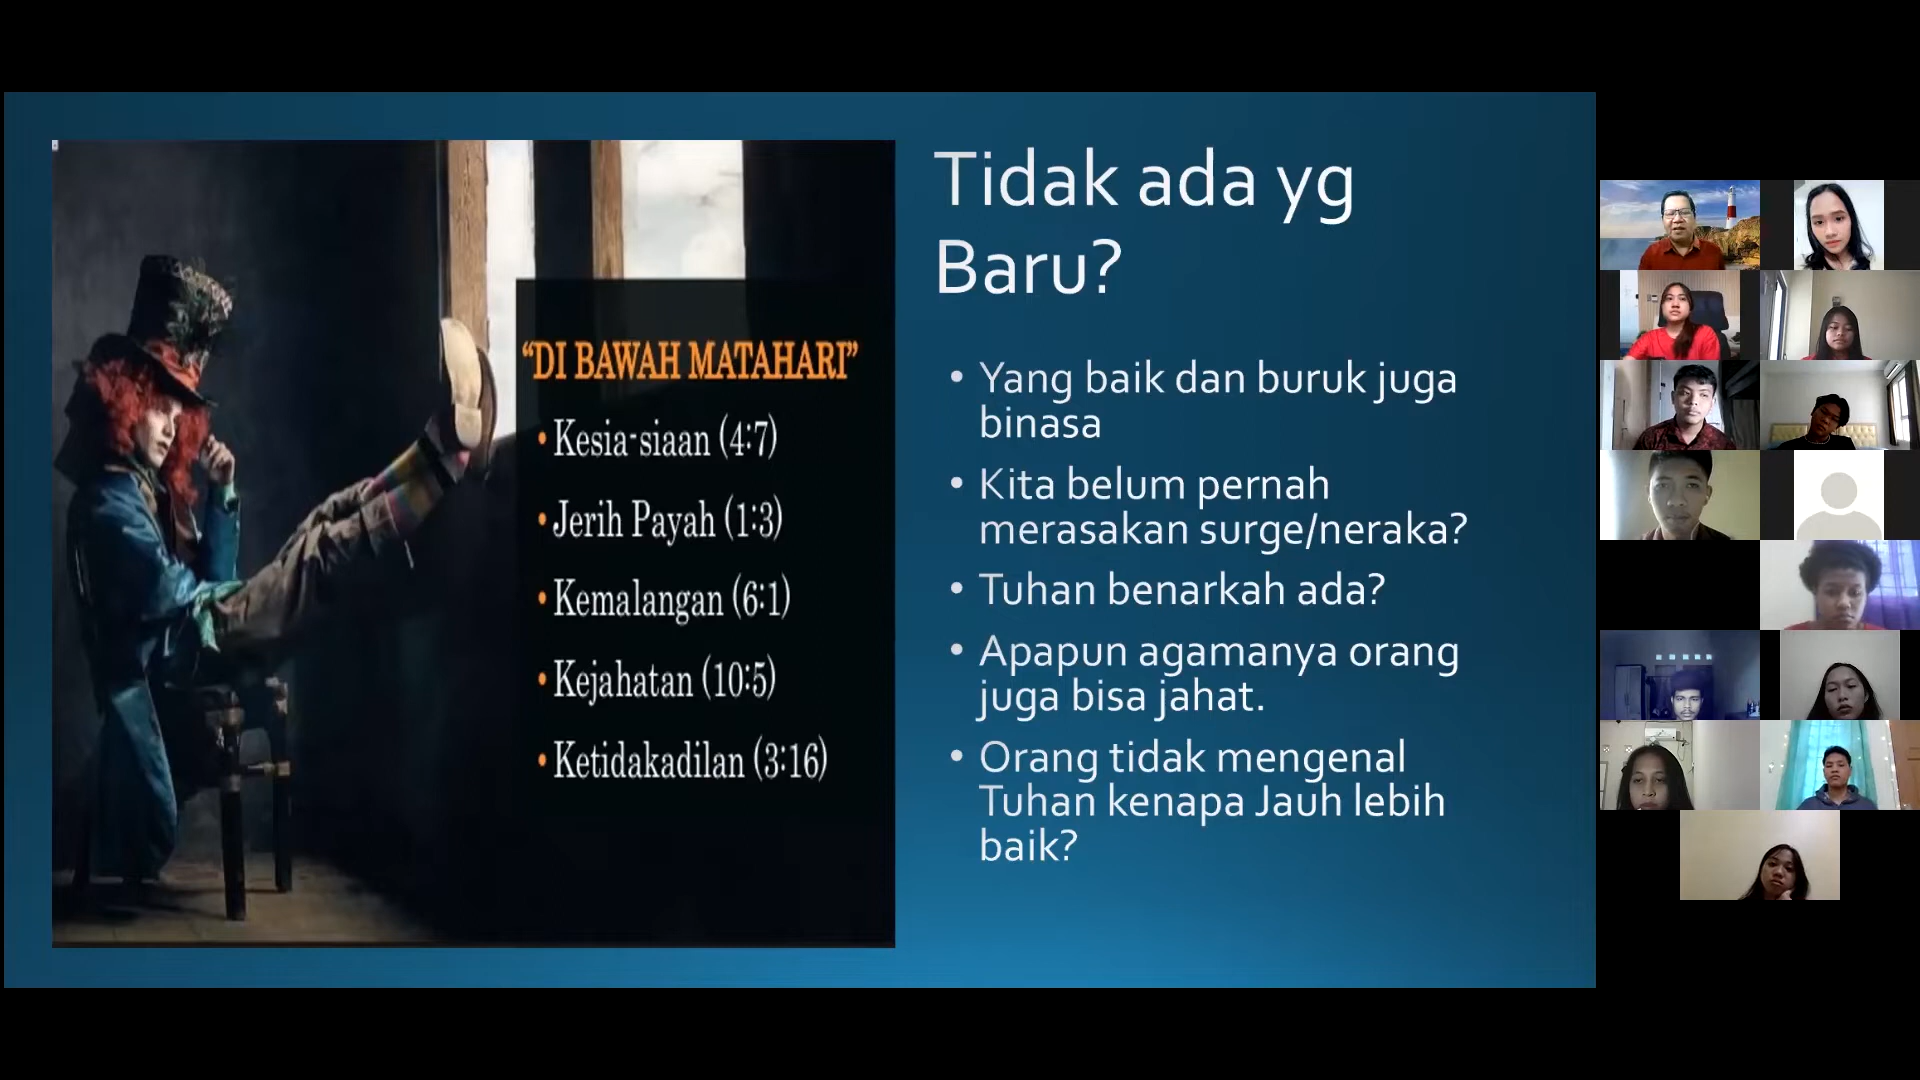 “DI BAWAH MATAHARI”
• Kesia-siaan (4:7)
• Jerih Payah (1:3)
• Kemalangan (6:1)
• Kejahatan (10:5)
• Ketidakadilan (3:16)
Tidak ada yg
Baru?
• Yang baik dan buruk juga
binasa
• Kita belum pernah
merasakan surge/neraka?
• Tuhan benarkah ada?
• Apapun agamanya orang
juga bisa jahat.
• Orang tidak mengenal
Tuhan kenapa Jauh lebih
baik?